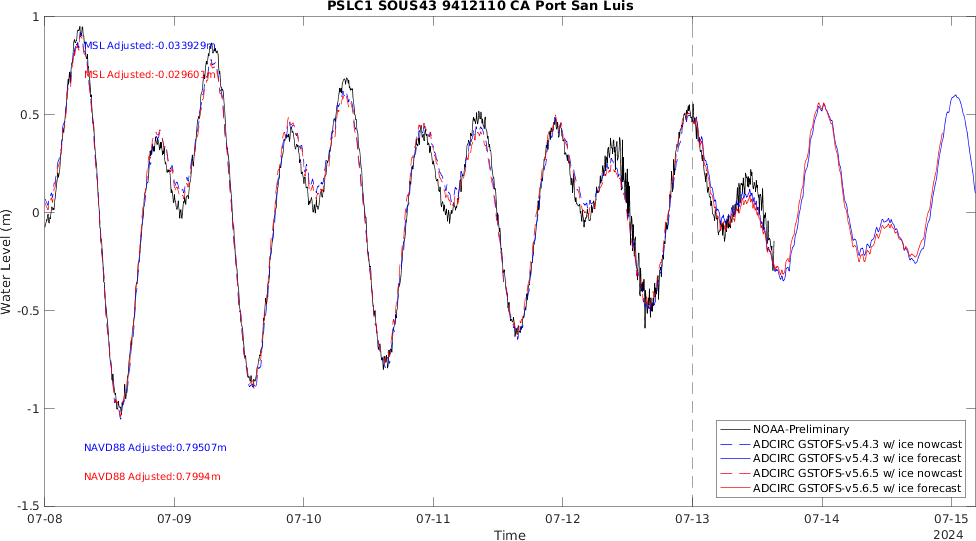 PSLC1 SOUS43 9412110 CA Port San Luis
1
MSL Adjusted:-0.033929m
MSL Adjusted:-0.029601m
0.5
0
Water Level (m)
-0.5
-1
NAVD88 Adjusted:0.79507m
NAVD88 Adjusted:0.7994m
-1.5
NOAA-Preliminary
ADCIRC GSTOFS-v5.4.3 w/ ice nowcast
ADCIRC GSTOFS-v5.4.3 w/ ice forecast
ADCIRC GSTOFS-v5.6.5 w/ ice nowcast
ADCIRC GSTOFS-v5.6.5 w/ ice forecast
07-08 07-09 07-10 07-11 07-12 07-13 07-14 07-15
Time
2024